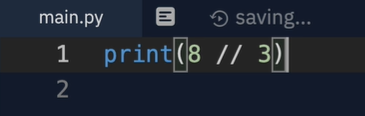 main.py saving...
1 print(8 // 3)
2